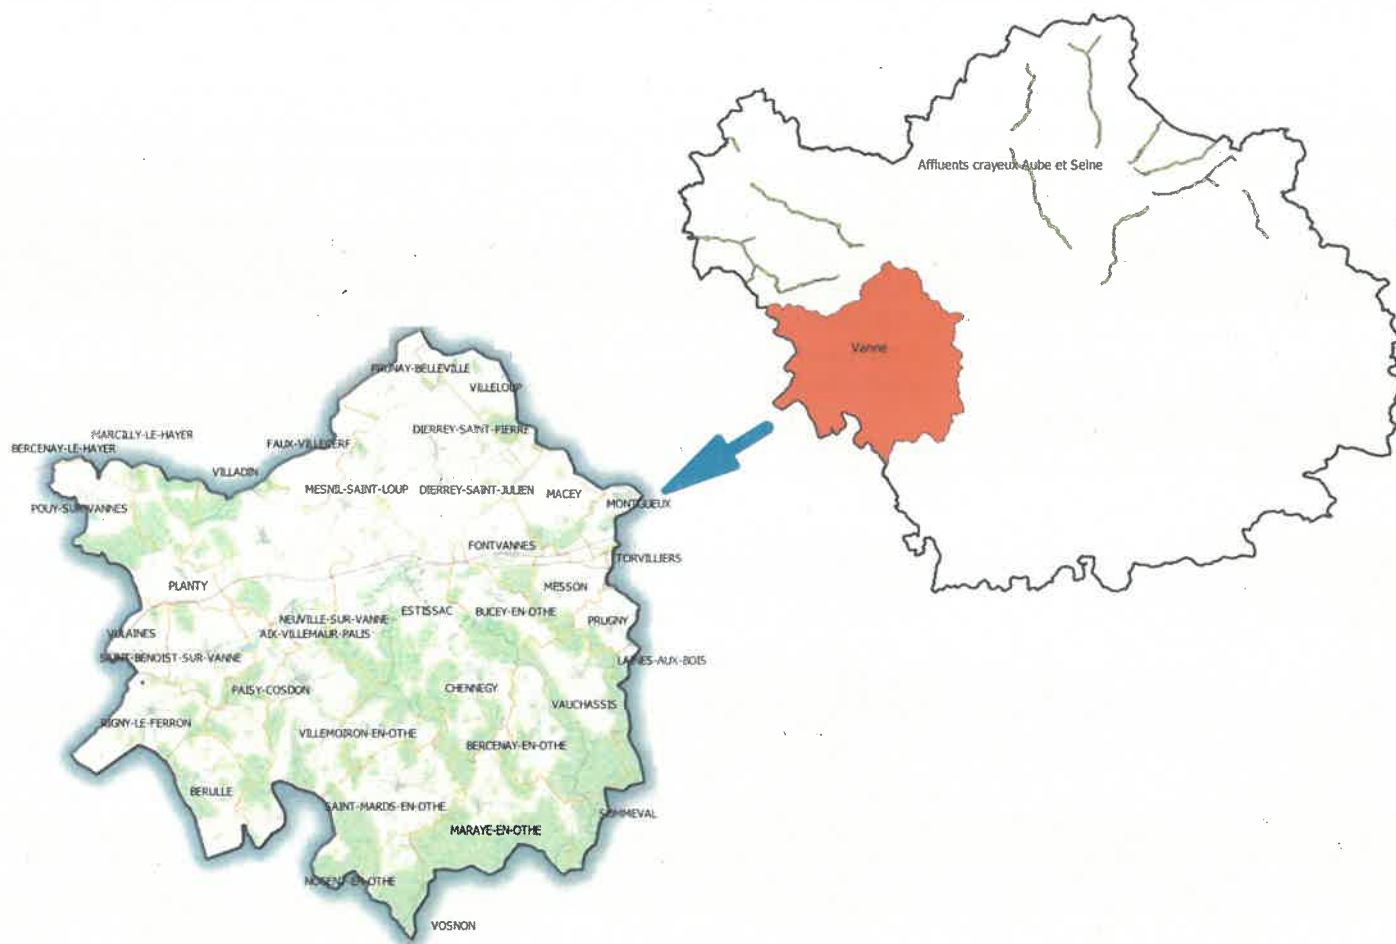 Affluents crayeux Aube et Seine
Vanne
PRUNAY-BELLEVILLE
VILLELOUP
DIERREY-SAINT-PIERRE
MARCILLY-LE-HAYER
BERCENAY-LE-HAYER
FAUX-VILLECERF
VILLADIN
MESNIL-SAINT-LOUP
DIERREY-SAINT-JULIEN
MACEY
MONTGUEUX
POUY-SUR-VANNES
FONTVANNES
TORVILLIERS
PLANTY
MESSON
ESTISSAC
BUCEY-EN-OTHE
NEUVILLE-SUR-VANNE
PRUGNY
VULAINES
AIX-VILLEMAUR-PALIS
SAINT-BENOIST-SUR-VANNE
LAINES-AUX-BOIS
PAISY-COSDON
CHENNEGY
VAUCHASSIS
RIGNY-LE-FERRON
VILLEMOIRON-EN-OTHE
BERCENAY-EN-OTHE
BERULLE
SAINT-MARDS-EN-OTHE
SOMMEVAL
MARAYE-EN-OTHE
NOGENT-EN-OTHE
VOSNON